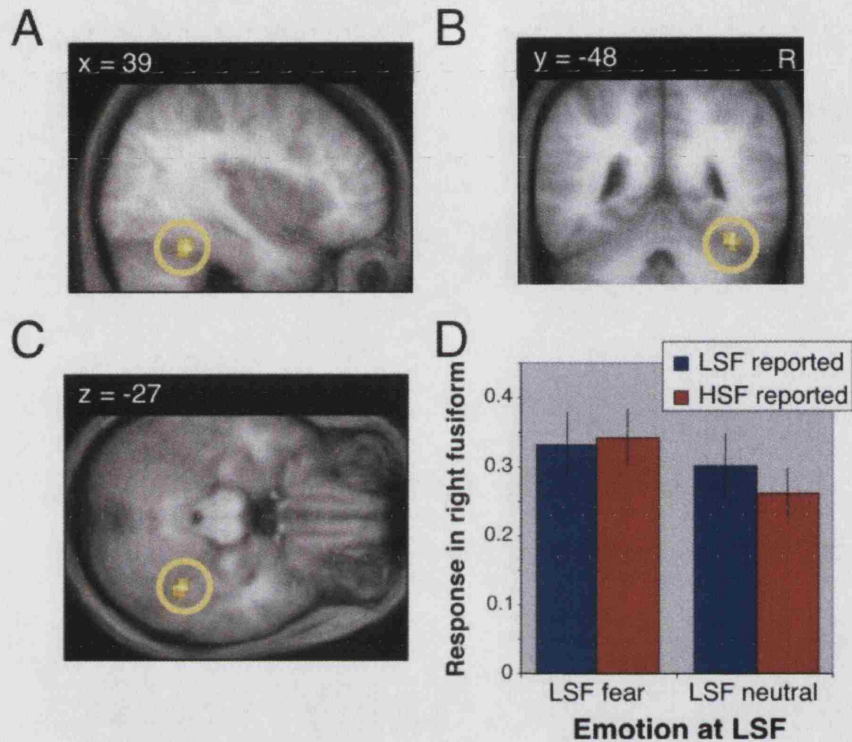 A
x = 39
B
y = -48
R
C
z = -27
D
LSF reported
HSF reported
Response in right fusiform
0.4
0.3
0.2
0.1
0
LSF fear
LSF neutral
Emotion at LSF